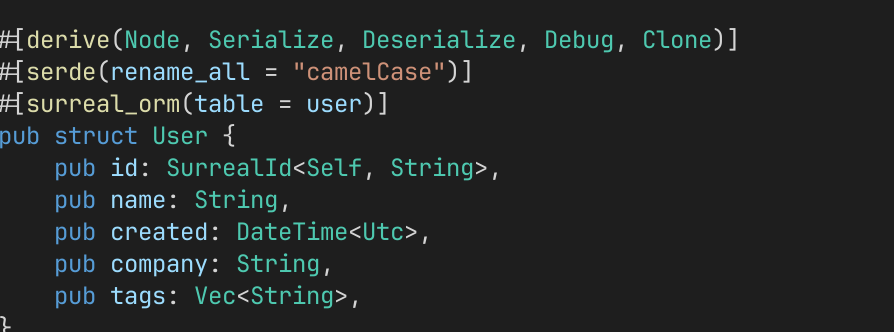 #[derive(Node, Serialize, Deserialize, Debug, Clone)]
#[serde(rename_all = "camelCase")]
#[surreal_orm(table = user)]
pub struct User {
    pub id: SurrealId<Self, String>,
    pub name: String,
    pub created: DateTime<Utc>,
    pub company: String,
    pub tags: Vec<String>,
}